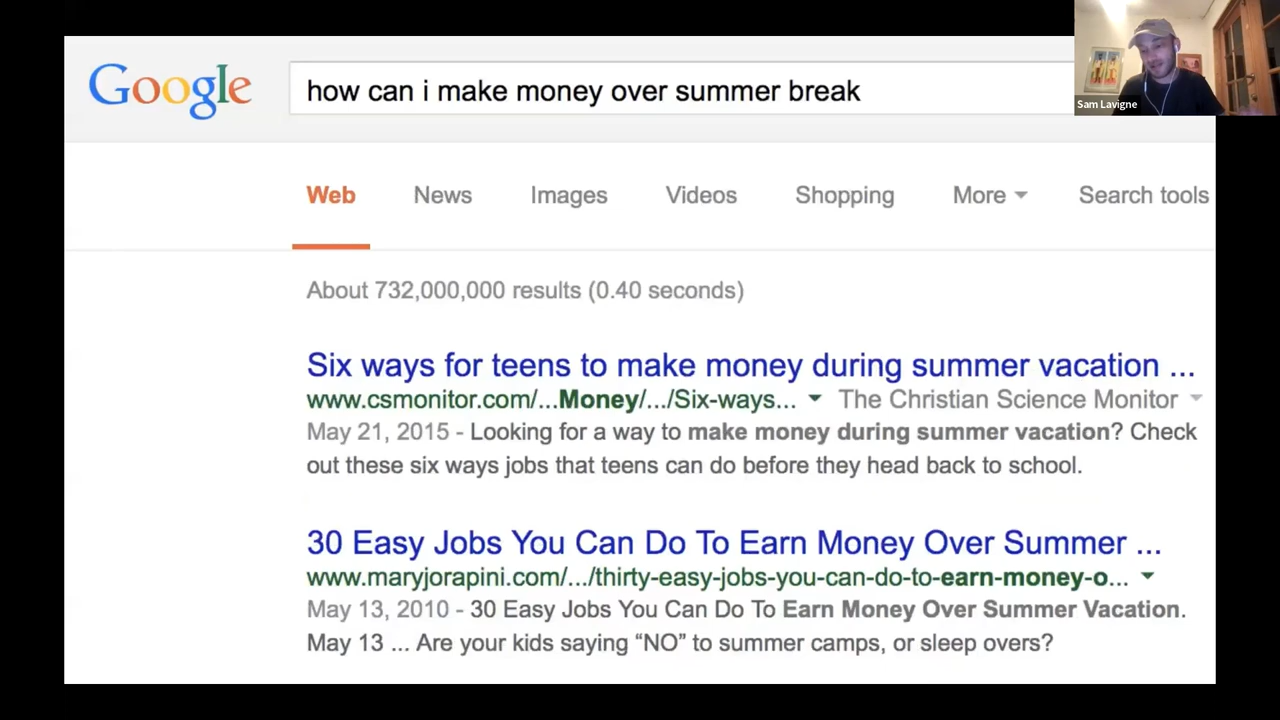 Google
how can i make money over summer break
Sam Lavigne
Web News Images Videos Shopping More Search tools
About 732,000,000 results (0.40 seconds)
Six ways for teens to make money during summer vacation ...
www.csmonitor.com/...Money/.../Six-ways... The Christian Science Monitor
May 21, 2015 - Looking for a way to make money during summer vacation? Check
out these six ways jobs that teens can do before they head back to school.
30 Easy Jobs You Can Do To Earn Money Over Summer ...
www.maryjorapini.com/.../thirty-easy-jobs-you-can-do-to-earn-money-o...
May 13, 2010 - 30 Easy Jobs You Can Do To Earn Money Over Summer Vacation.
May 13 ... Are your kids saying “NO” to summer camps, or sleep overs?